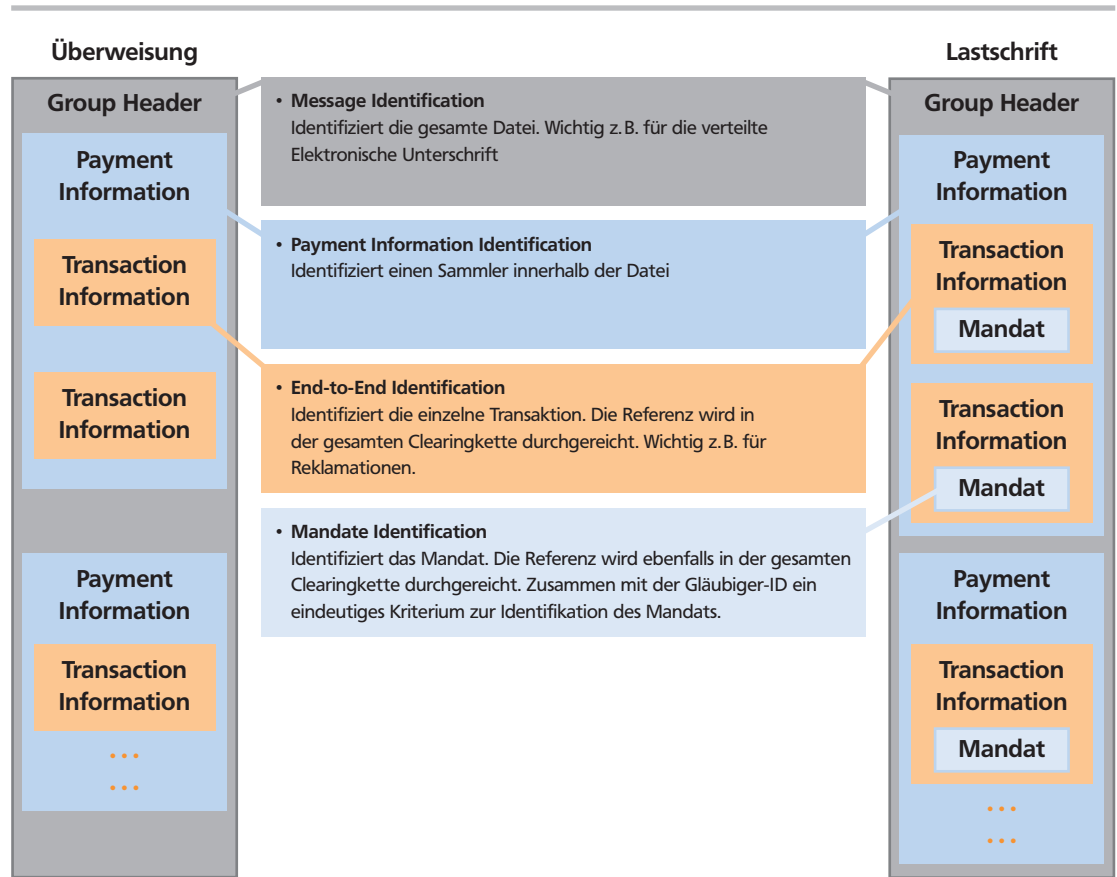 Überweisung
Group Header
Payment
Information
Transaction
Information
Transaction
Information
Payment
Information
Transaction
Information
...
...
• Message Identification
Identifiziert die gesamte Datei. Wichtig z.B. für die verteilte
Elektronische Unterschrift
• Payment Information Identification
Identifiziert einen Sammler innerhalb der Datei
• End-to-End Identification
Identifiziert die einzelne Transaktion. Die Referenz wird in
der gesamten Clearingkette durchgereicht. Wichtig z.B. für
Reklamationen.
• Mandate Identification
Identifiziert das Mandat. Die Referenz wird ebenfalls in der gesamten
Clearingkette durchgereicht. Zusammen mit der Gläubiger-ID ein
eindeutiges Kriterium zur Identifikation des Mandats.
Lastschrift
Group Header
Payment
Information
Transaction
Information
Mandat
Transaction
Information
Mandat
Payment
Information
Transaction
Information
Mandat
...
...